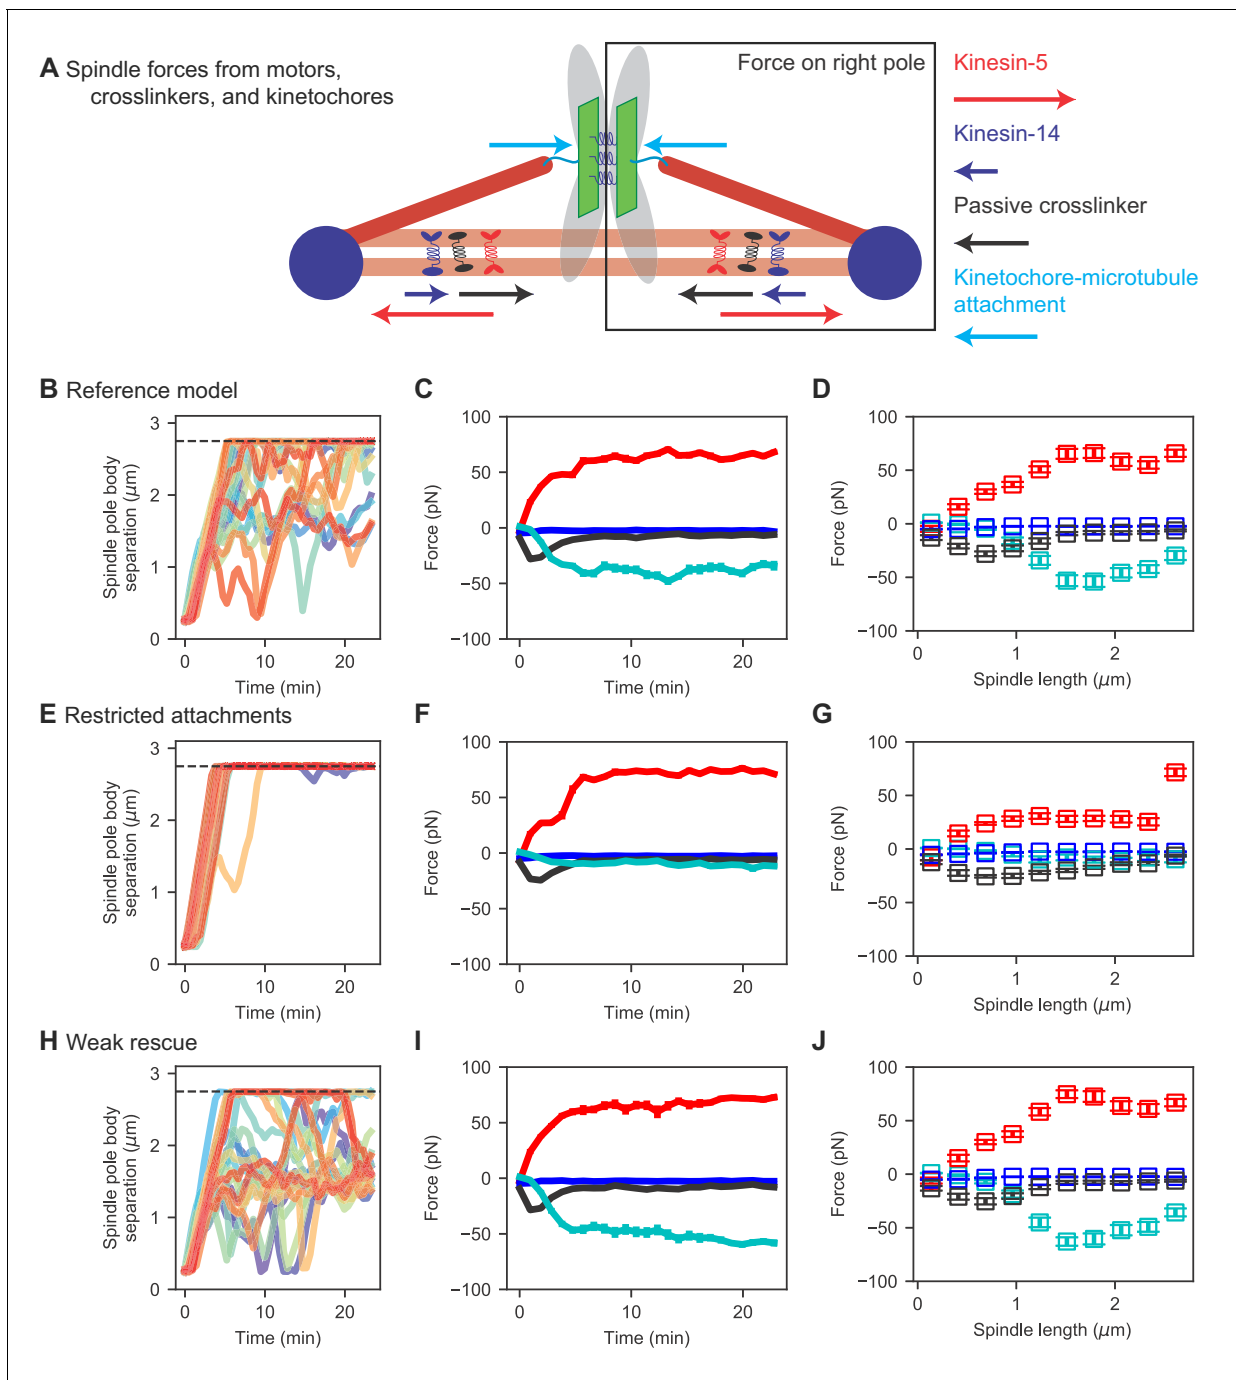 A Spindle forces from motors,
crosslinkers, and kinetochores
Force on right pole
Kinesin-5
Kinesin-14
Passive crosslinker
Kinetochore-microtubule
attachment
B Reference model
3
2
1
0
Spindle pole body
separation (μm)
0 10 20
Time (min)
C
100
50
0
−50
−100
Force (pN)
0 10 20
Time (min)
D
100
50
0
−50
−100
Force (pN)
0 1 2
Spindle length (μm)
E Restricted attachments
3
2
1
0
Spindle pole body
separation (μm)
0 10 20
Time (min)
F
100
50
0
−50
−100
Force (pN)
0 10 20
Time (min)
G
100
50
0
−50
−100
Force (pN)
0 1 2
Spindle length (μm)
H Weak rescue
3
2
1
0
Spindle pole body
separation (μm)
0 10 20
Time (min)
I
100
50
0
−50
−100
Force (pN)
0 10 20
Time (min)
J
100
50
0
−50
−100
Force (pN)
0 1 2
Spindle length (μm)